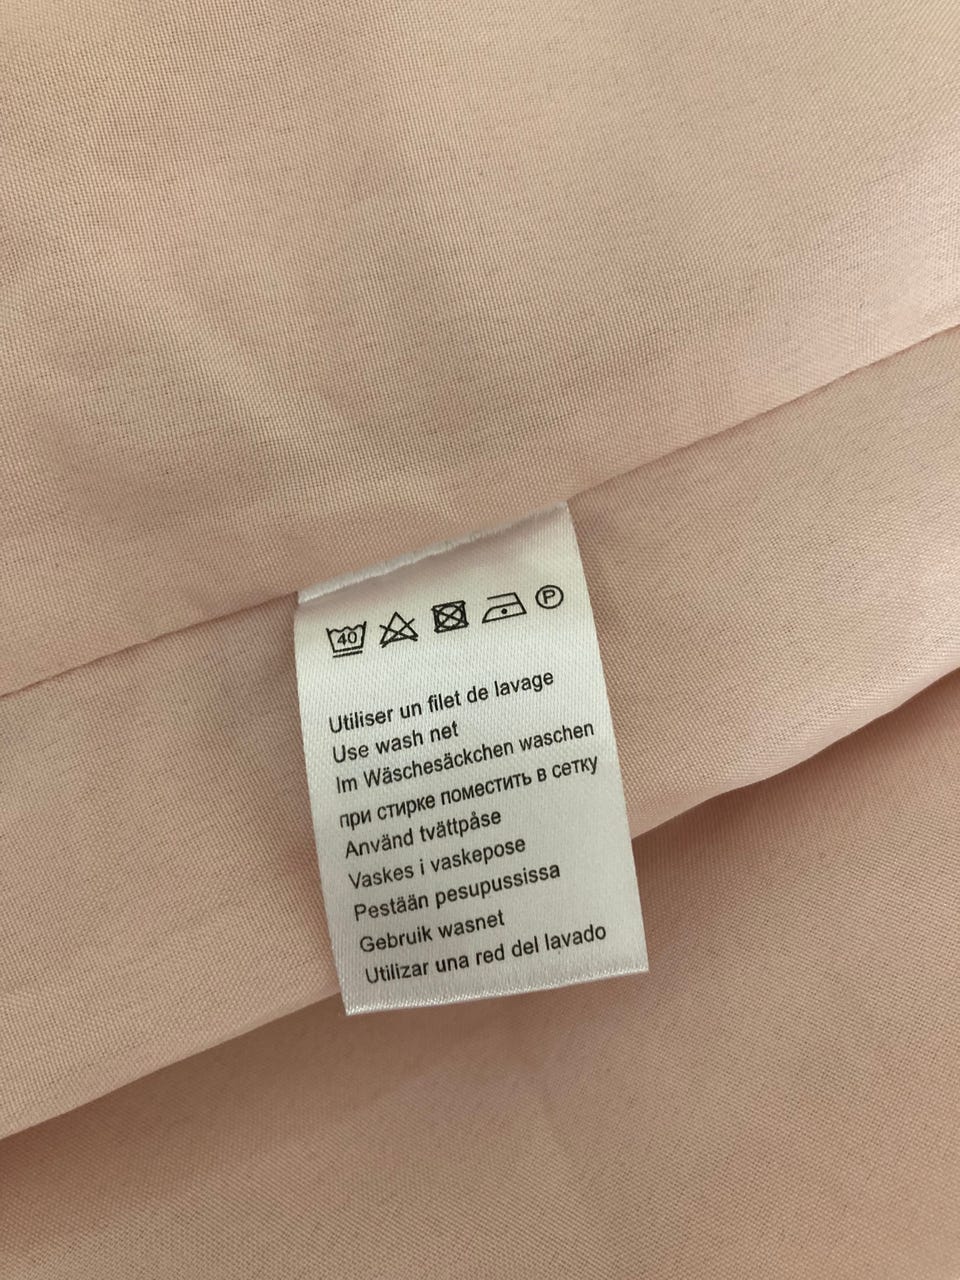 40 P
Utiliser un filet de lavage
Use wash net
Im Wäschesäckchen waschen
при стирке поместить в сетку
Använd tvättpåse
Vaskes i vaskepose
Pestään pesupussissa
Gebruik wasnet
Utilizar una red del lavado